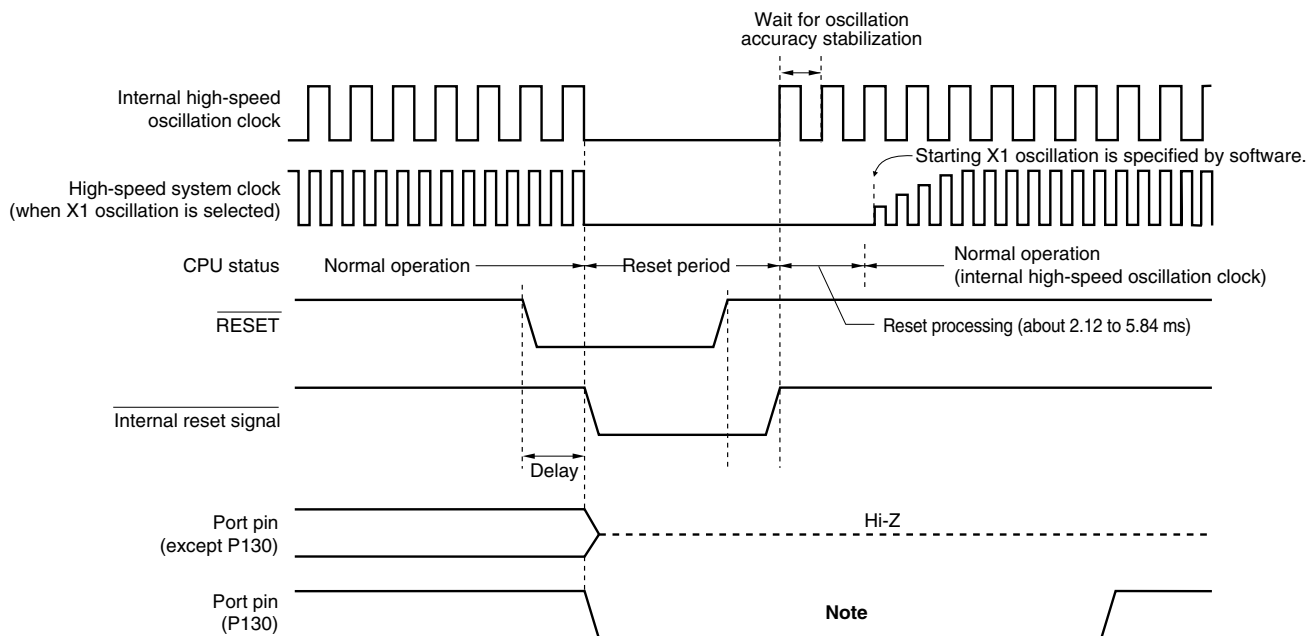 Wait for oscillation
accuracy stabilization
Internal high-speed
oscillation clock
Starting X1 oscillation is specified by software.
High-speed system clock
(when X1 oscillation is selected)
CPU status
Normal operation
Reset period
Normal operation
(internal high-speed oscillation clock)
RESET
Reset processing (about 2.12 to 5.84 ms)
Internal reset signal
Delay
Port pin
(except P130)
Hi-Z
Port pin
(P130)
Note